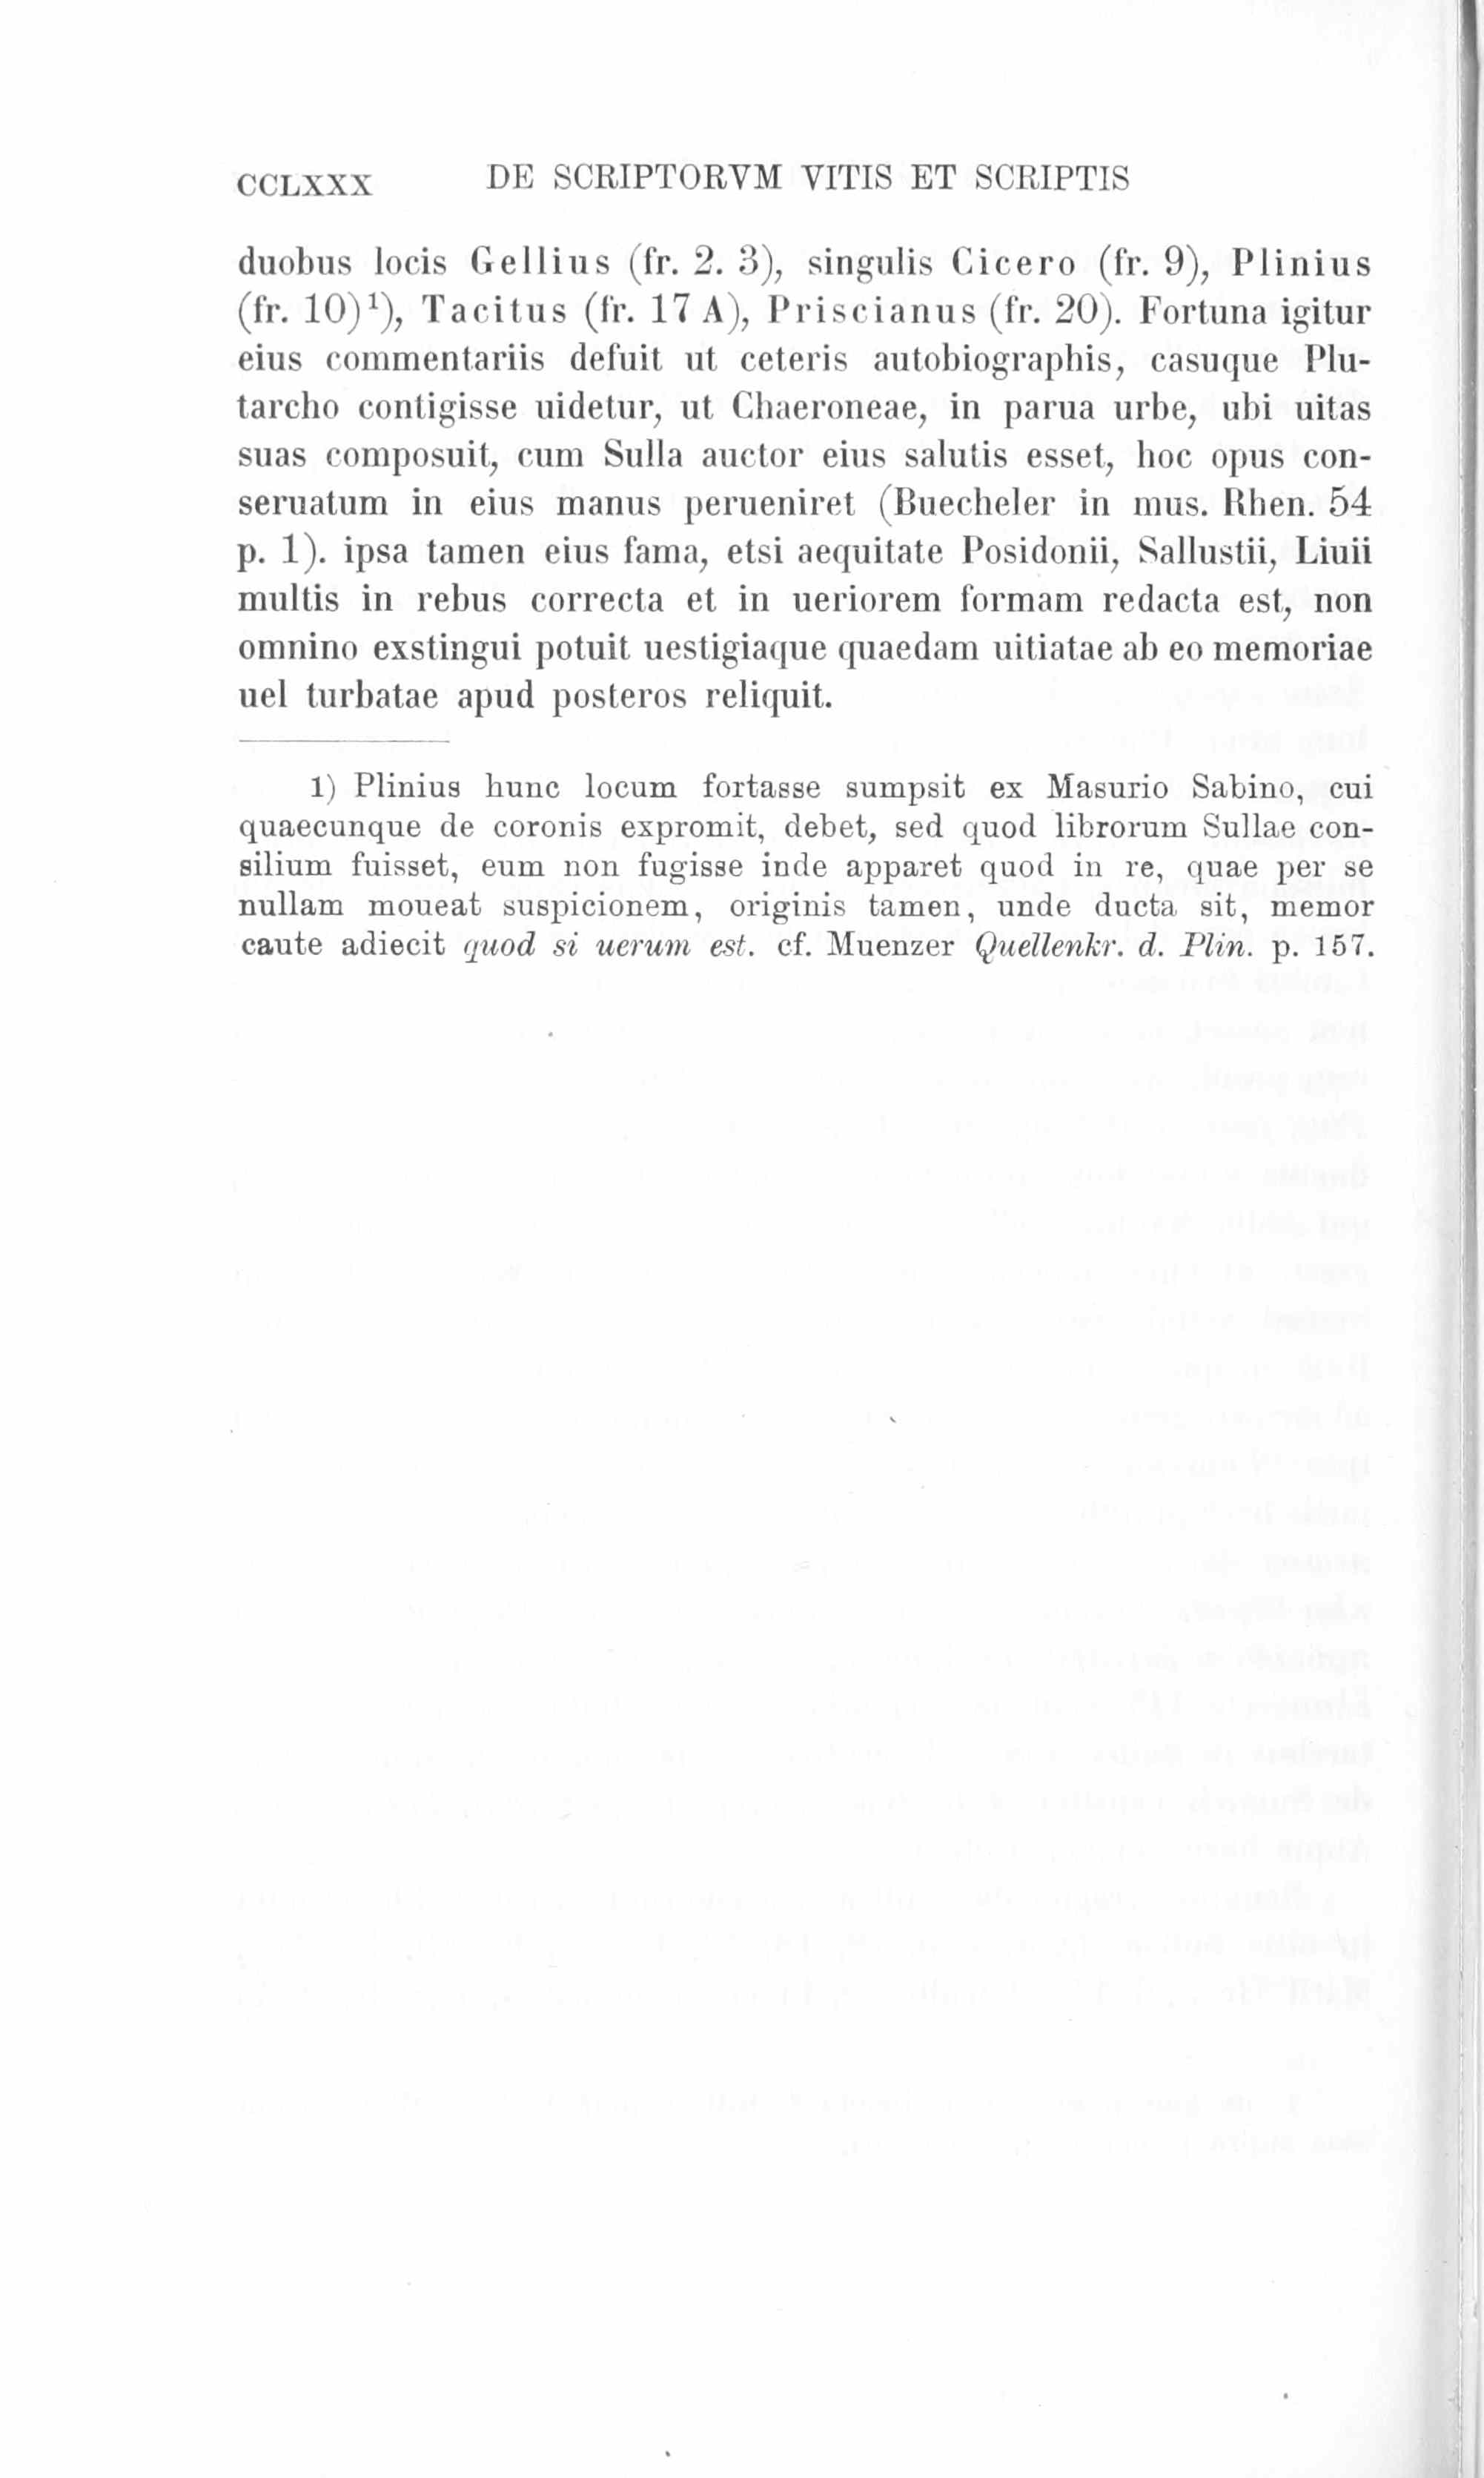 CCLXXX DE SCRIPTORVM VITIS ET SCRIPTIS
duobus locis Gellius (fr. 2. 3), singulis Cicero (fr. 9), Plinius
(fr. 10)¹), Tacitus (fr. 17 A), Priscianus (fr. 20). Fortuna igitur
eius commentariis defuit ut ceteris autobiographis, casuque Plu-
tarcho contigisse uidetur, ut Chaeroneae, in parua urbe, ubi uitas
suas composuit, cum Sulla auctor eius salutis esset, hoc opus con-
seruatum in eius manus perueniret (Buecheler in mus. Rhen. 54
p. 1). ipsa tamen eius fama, etsi aequitate Posidonii, Sallustii, Liuii
multis in rebus correcta et in ueriorem formam redacta est, non
omnino exstingui potuit uestigiaque quaedam uitiatae ab eo memoriae
uel turbatae apud posteros reliquit.
1) Plinius hunc locum fortasse sumpsit ex Masurio Sabino, cui
quaecunque de coronis expromit, debet, sed quod librorum Sullae con-
silium fuisset, eum non fugisse inde apparet quod in re, quae per se
nullam moueat suspicionem, originis tamen, unde ducta sit, memor
caute adiecit quod si uerum est. cf. Muenzer Quellenkr. d. Plin. p. 157.